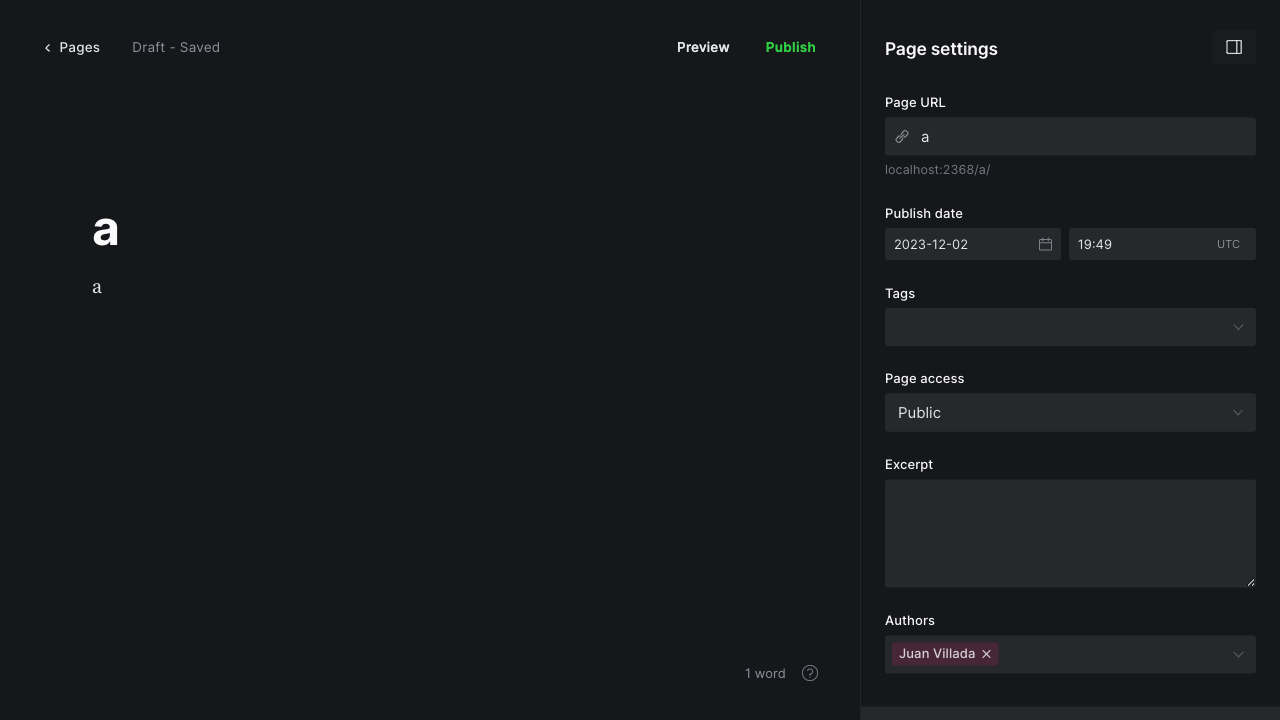 Pages
Draft - Saved
Preview
Publish
a
a
1 word
Page settings
Page URL
a
localhost:2368/a/
Publish date
2023-12-02
19:49
UTC
Tags
Page access
Public
Excerpt
Authors
Juan Villada